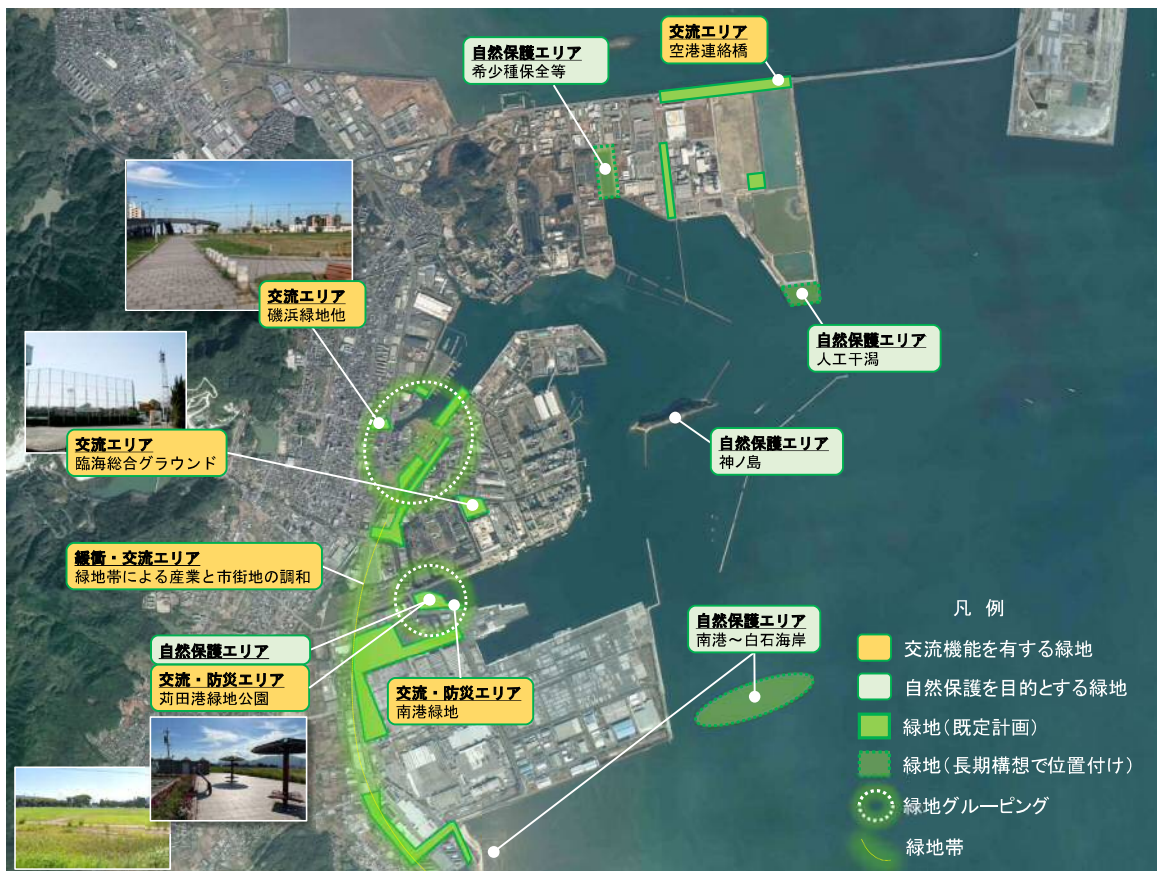 交流エリア
空港連絡橋
自然保護エリア
希少種保全等
交流エリア
磯浜緑地他
自然保護エリア
人工干潟
交流エリア
臨海総合グラウンド
自然保護エリア
神ノ島
緩衝・交流エリア
緑地帯による産業と市街地の調和
自然保護エリア
南港～白石海岸
自然保護エリア
交流・防災エリア
苅田港緑地公園
交流・防災エリア
南港緑地
凡 例
交流機能を有する緑地
自然保護を目的とする緑地
緑地（既定計画）
緑地（長期構想で位置付け）
緑地グルーピング
緑地帯